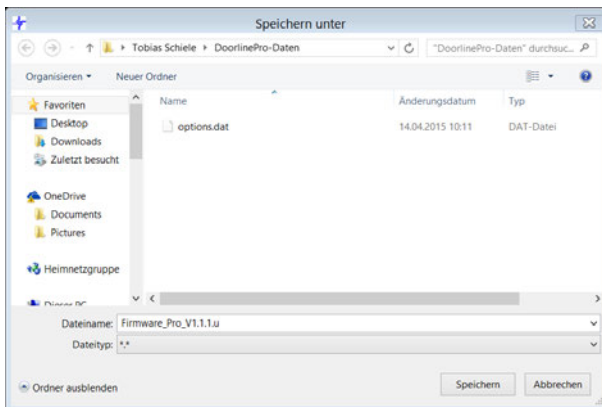 Speichern unter
Tobias Schiele DoorlinePro-Daten "DoorlinePro-Daten" durchsuc...
Organisieren Neuer Ordner
Favoriten
Desktop
Downloads
Zuletzt besucht
OneDrive
Documents
Pictures
Heimnetzgruppe
Dieser PC
Name Änderungsdatum Typ
options.dat 14.04.2015 10:11 DAT-Datei
Dateiname: Firmware_Pro_V1.1.1.u
Dateityp: *.*
Ordner ausblenden Speichern Abbrechen